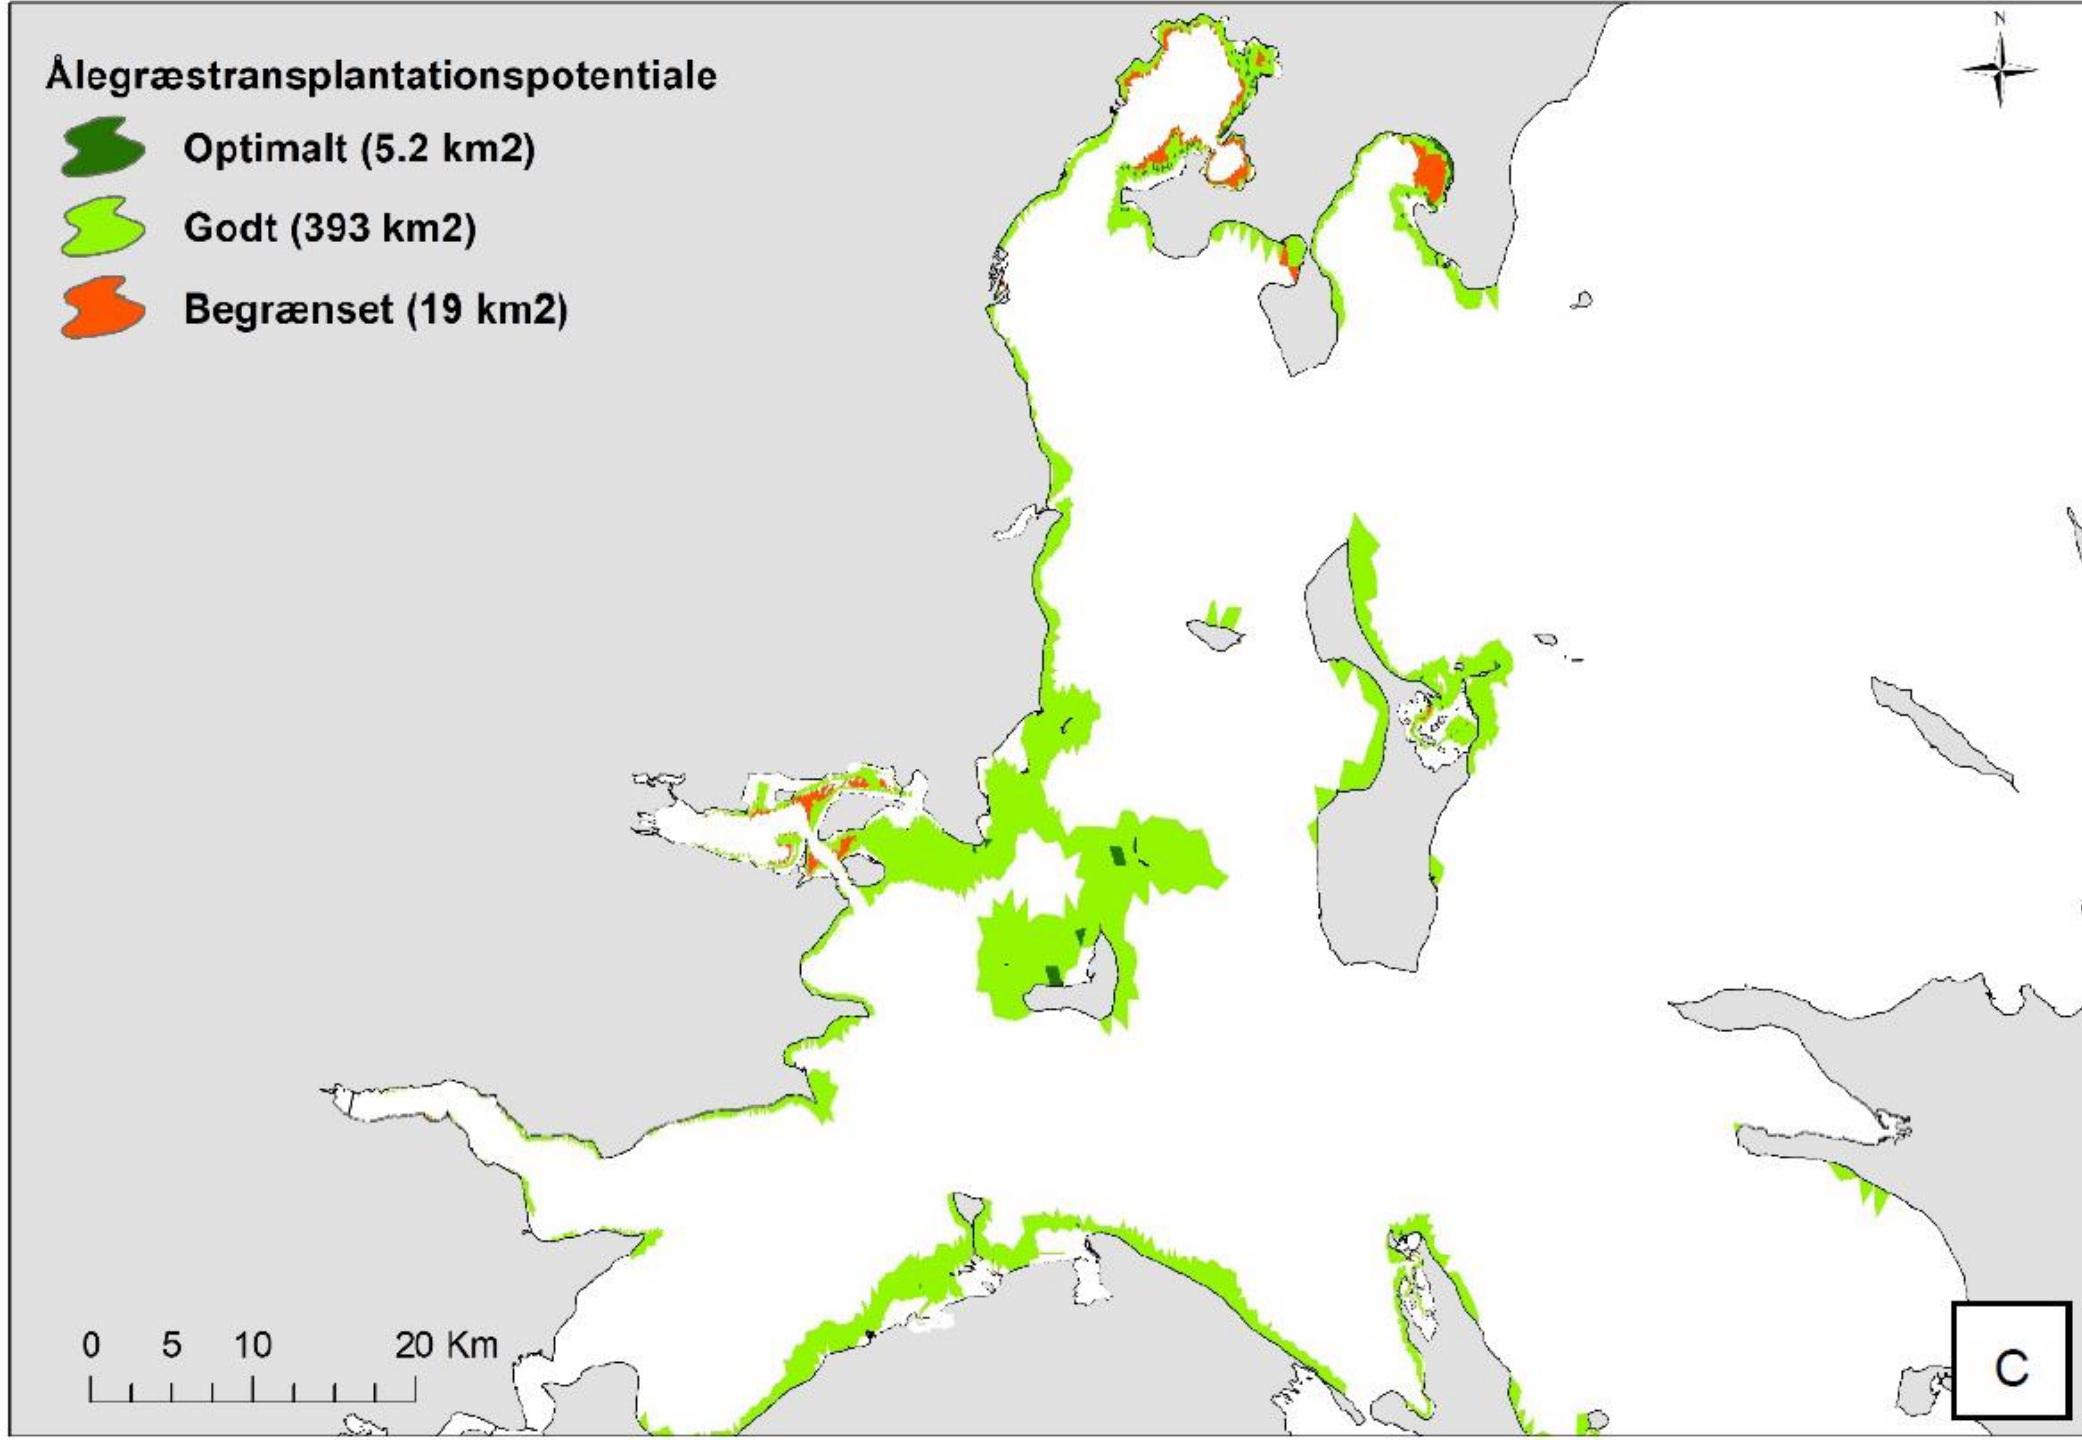 N
Ålegræstransplantationspotentiale
Optimalt (5.2 km2)
Godt (393 km2)
Begrænset (19 km2)
0 5 10 20 Km
C